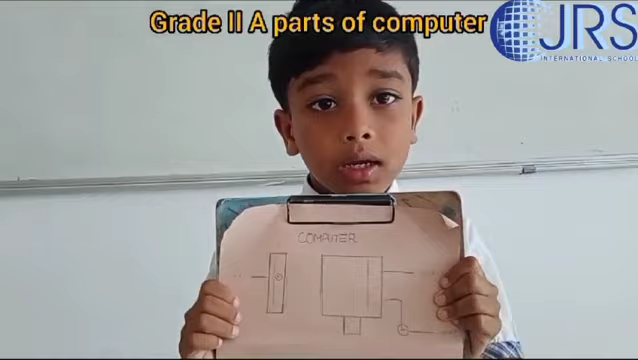 Grade II A parts of computer
JRS
INTERNATIONAL SCHOOL
COMPUTER